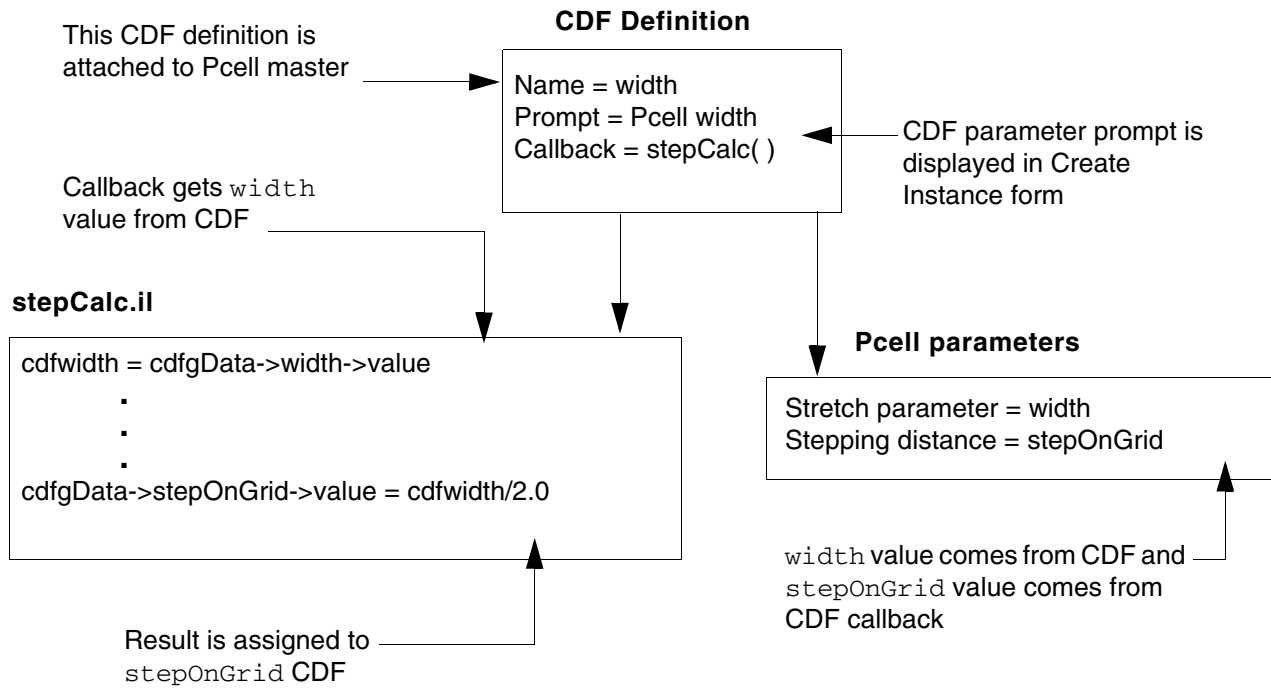 CDF Definition
This CDF definition is
attached to Pcell master
Name = width
Prompt = Pcell width
Callback = stepCalc( )
CDF parameter prompt is
displayed in Create
Instance form
Callback gets width
value from CDF
stepCalc.il
cdfwidth = cdfgData->width->value
.
.
.
cdfgData->stepOnGrid->value = cdfwidth/2.0
Pcell parameters
Stretch parameter = width
Stepping distance = stepOnGrid
width value comes from CDF and
stepOnGrid value comes from
CDF callback
Result is assigned to
stepOnGrid CDF